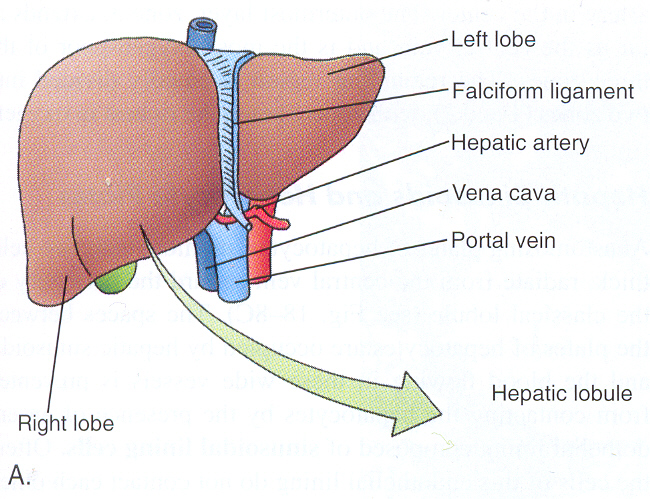 Left lobe
Falciform ligament
Hepatic artery
Vena cava
Portal vein
Hepatic lobule
Right lobe
A.